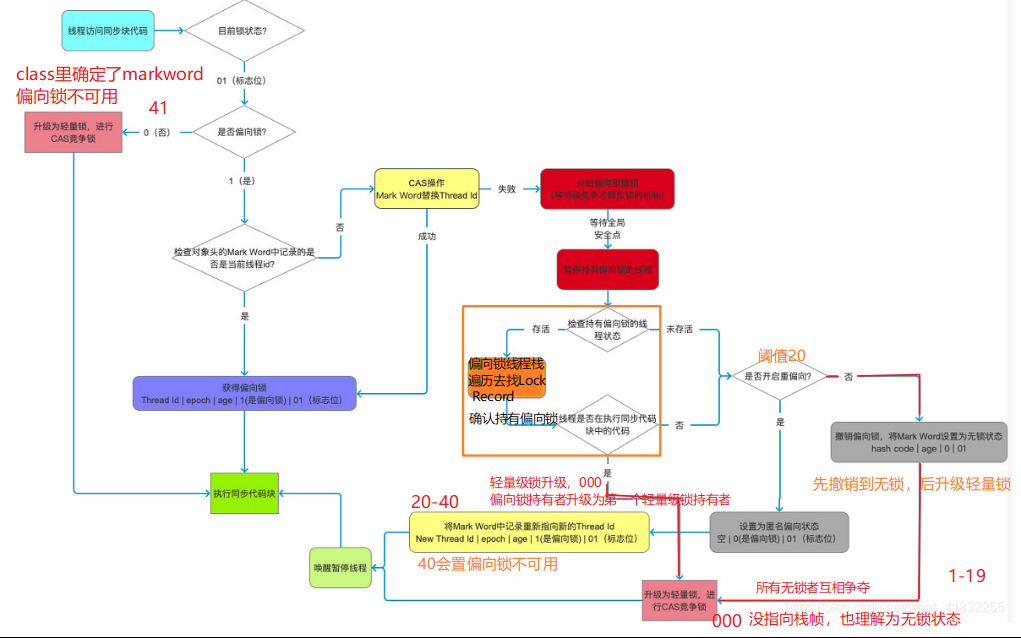 线程访问同步块代码
目前锁状态?
class里确定了markword
偏向锁不可用
01（标志位）
41
升级为轻量锁，进行
CAS竞争锁
0（否）
是否偏向锁?
1（是）
CAS操作
Mark Word替换Thread Id
失败
开始偏向锁撤销
（等待锁竞争才释放锁的机制）
否
成功
等待全局
安全点
检查对象头的Mark Word中记录的是
否是当前线程id?
暂停持有偏向锁的线程
是
存活
检查持有偏向锁的线
程状态
未存活
阈值20
偏向锁线程栈
遍历去找Lock
Record
是否开启重偏向?
否
获得偏向锁
Thread Id | epoch | age | 1(是偏向锁) | 01（标志位）
确认持有偏向锁
线程是否在执行同步代码
块中的代码
否
是
撤销偏向锁，将Mark Word设置为无锁状态
hash code | age | 0 | 01
是
轻量级锁升级，000
偏向锁持有者升级为第一个轻量级锁持有者
先撤销到无锁，后升级轻量锁
执行同步代码块
20-40
将Mark Word中记录重新指向新的Thread Id
New Thread Id | epoch | age | 1(是偏向锁) | 01（标志位）
设置为匿名偏向状态
空 | 0(是偏向锁) | 01（标志位）
唤醒暂停线程
40会置偏向锁不可用
1-19
所有无锁者互相争夺
升级为轻量锁，进
行CAS竞争锁
000 没指向栈帧，也理解为无锁状态